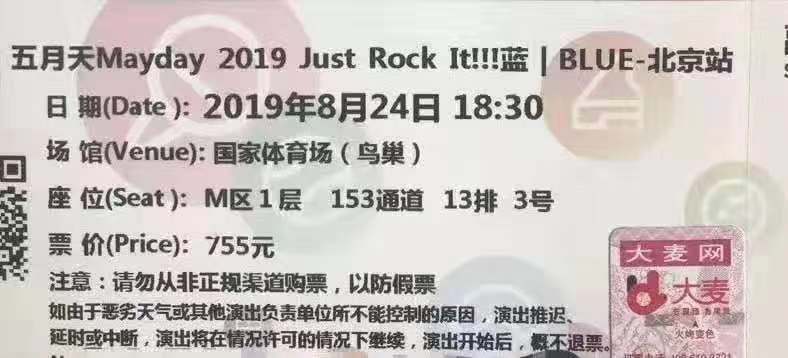 五月天Mayday 2019 Just Rock It!!!蓝 | BLUE-北京站
日 期(Date ): 2019年8月24日 18:30
场 馆(Venue): 国家体育场（鸟巢）
座 位(Seat ): M区1层 153通道 13排 3号
票 价(Price): 755元
注意：请勿从非正规渠道购票，以防假票
如由于恶劣天气或其他演出负责单位所不能控制的原因，演出推迟、
延时或中断，演出将在情况许可的情况下继续，演出开始后，概不退票。
大麦网
大麦
火烤变色